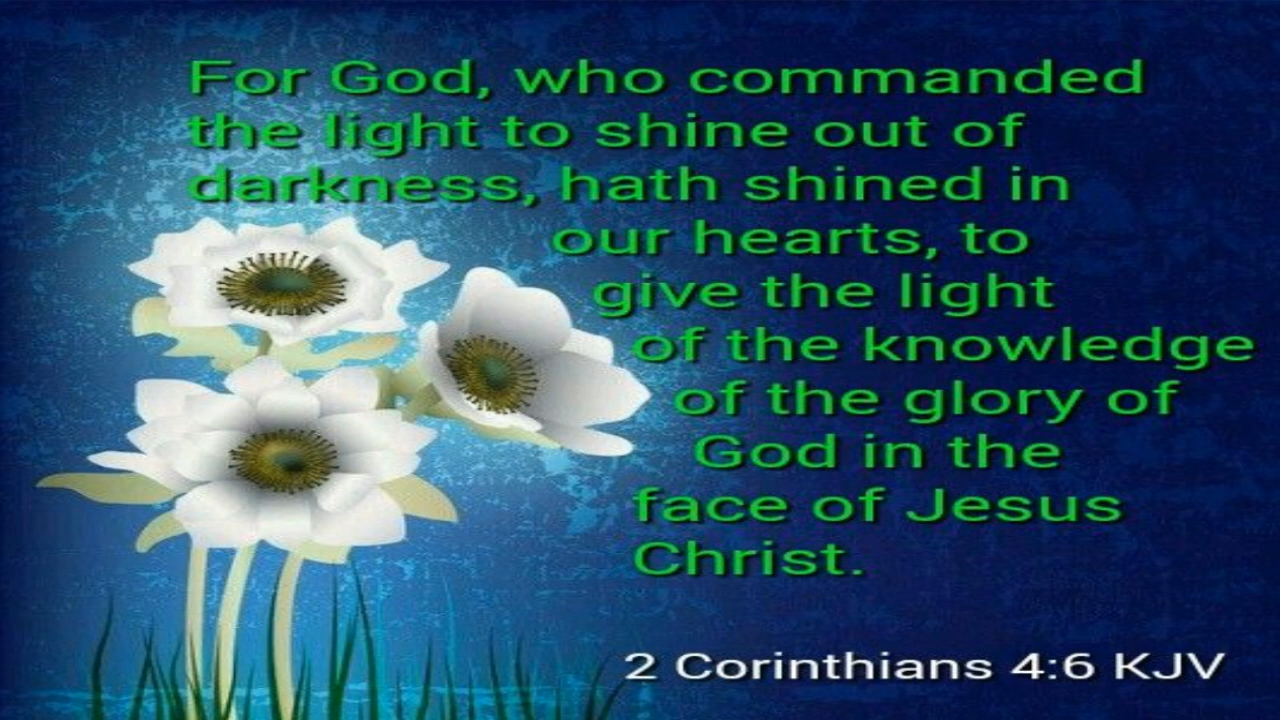 For God, who commanded
the light to shine out of
darkness, hath shined in
our hearts, to
give the light
of the knowledge
of the glory of
God in the
face of Jesus
Christ.
2 Corinthians 4:6 KJV